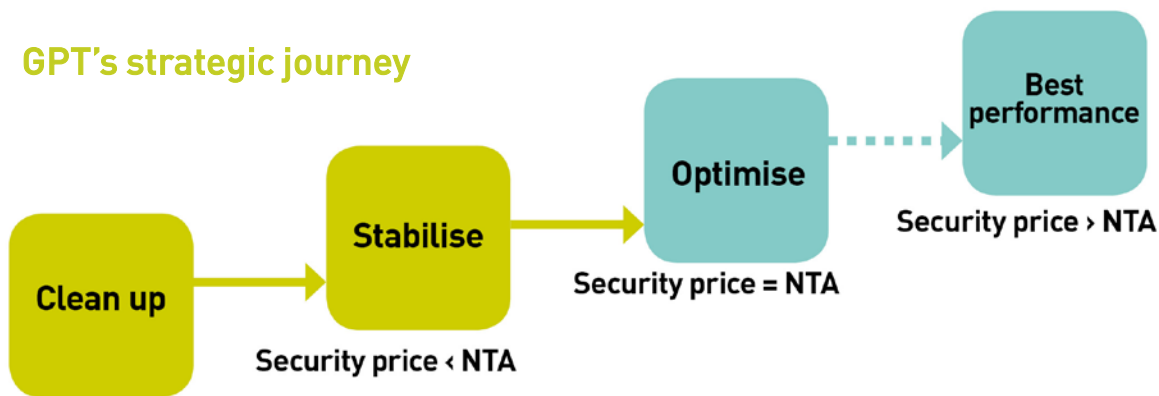 GPT’s strategic journey
Clean up
Stabilise
Security price ‹ NTA
Optimise
Security price = NTA
Best
performance
Security price › NTA